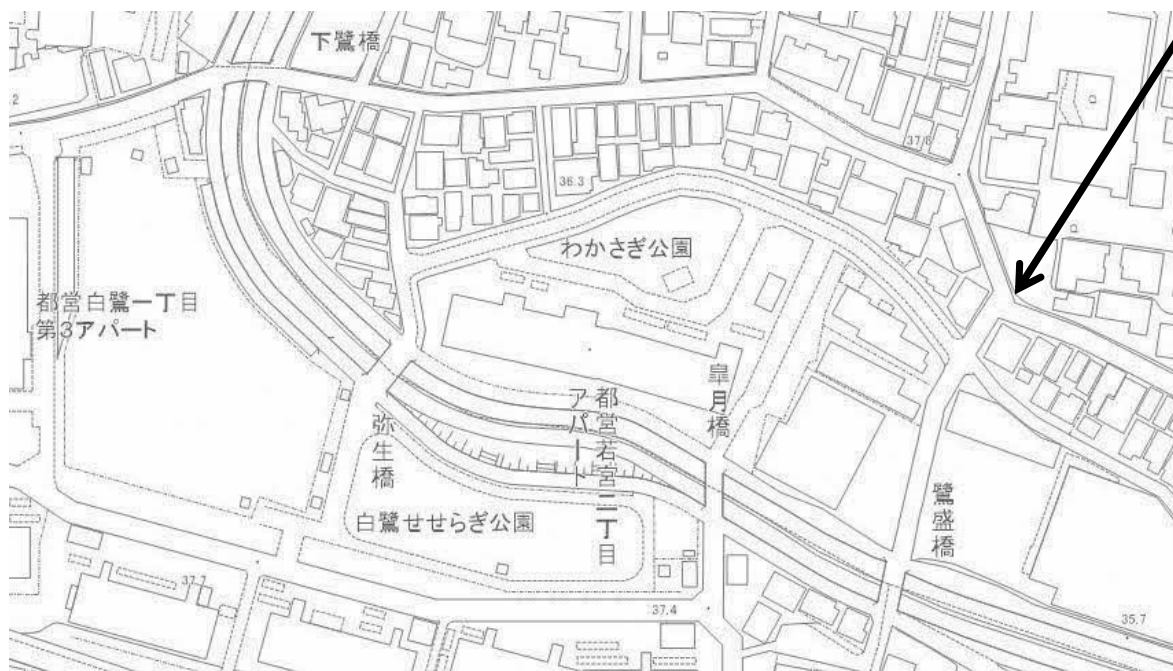 下鷺橋
2
37.6
36.3
わかさぎ公園
都営白鷺一丁目
第3アパート
皐月橋
都営若宮二丁目
アパート
弥生橋
鷺盛橋
白鷺せせらぎ公園
37.7
37.4
35.7